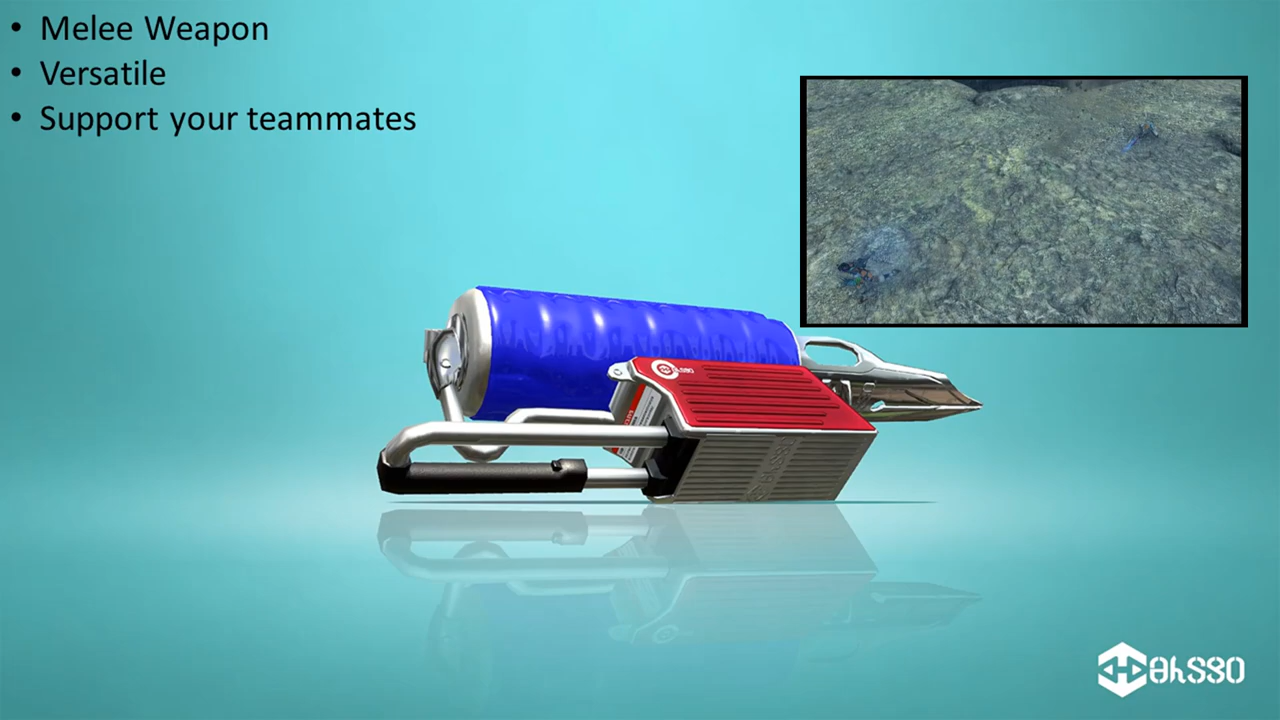 • Melee Weapon
• Versatile
• Support your teammates